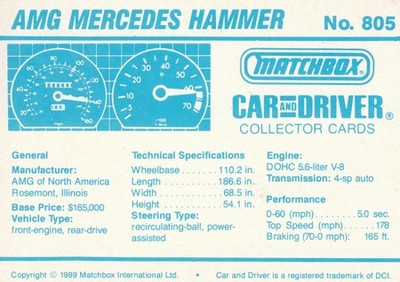 AMG MERCEDES HAMMER No. 805
MATCHBOX®
CAR AND DRIVER®
COLLECTOR CARDS
General
Manufacturer:
AMG of North America
Rosemont, Illinois
Base Price: $165,000
Vehicle Type:
front-engine, rear-drive
Technical Specifications
Wheelbase.......110.2 in.
Length..........186.6 in.
Width...........68.5 in.
Height..........54.1 in.
Steering Type:
recirculating-ball, power-
assisted
Engine:
DOHC 5.6-liter V-8
Transmission: 4-sp auto
Performance
0-60 (mph)........5.0 sec.
Top Speed (mph)......178
Braking (70-0 mph): 165 ft.
Copyright © 1989 Matchbox International Ltd. • Car and Driver is a registered trademark of DCI.